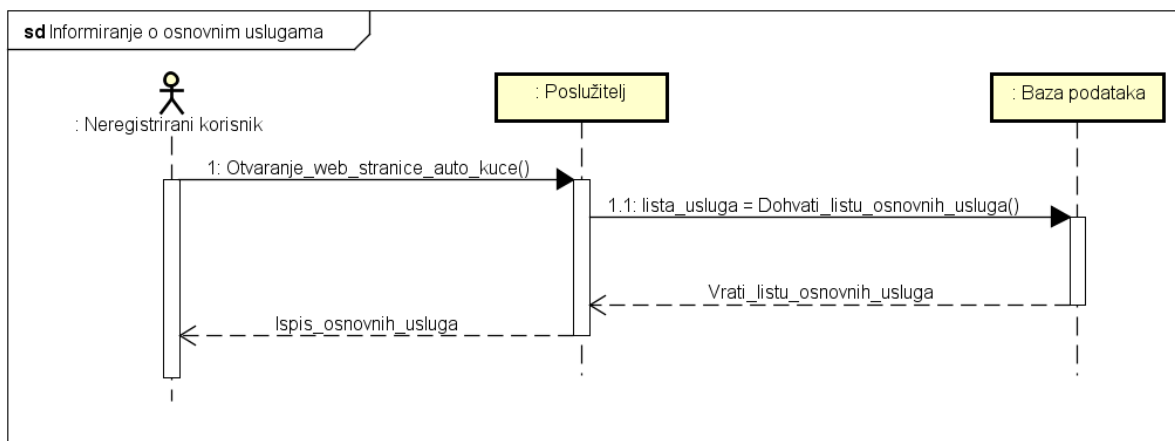 sd Informiranje o osnovnim uslugama
: Neregistrirani korisnik
: Poslužitelj
: Baza podataka
1: Otvaranje_web_stranice_auto_kuce()
1.1: lista_usluga = Dohvati_listu_osnovnih_usluga()
Vrati_listu_osnovnih_usluga
Ispis_osnovnih_usluga